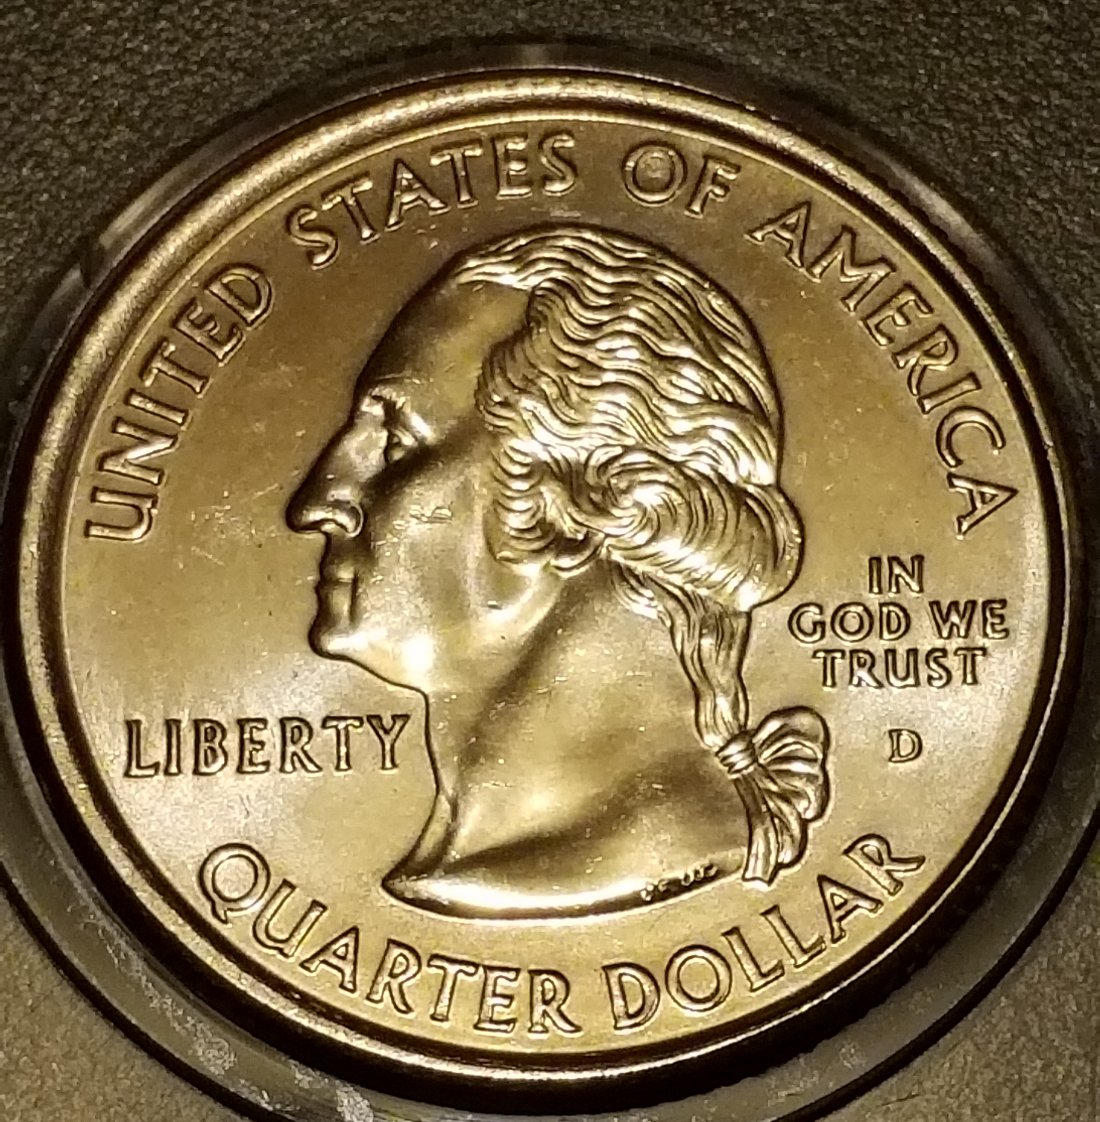 UNITED STATES OF AMERICA
LIBERTY
IN
GOD WE
TRUST
D
QUARTER DOLLAR